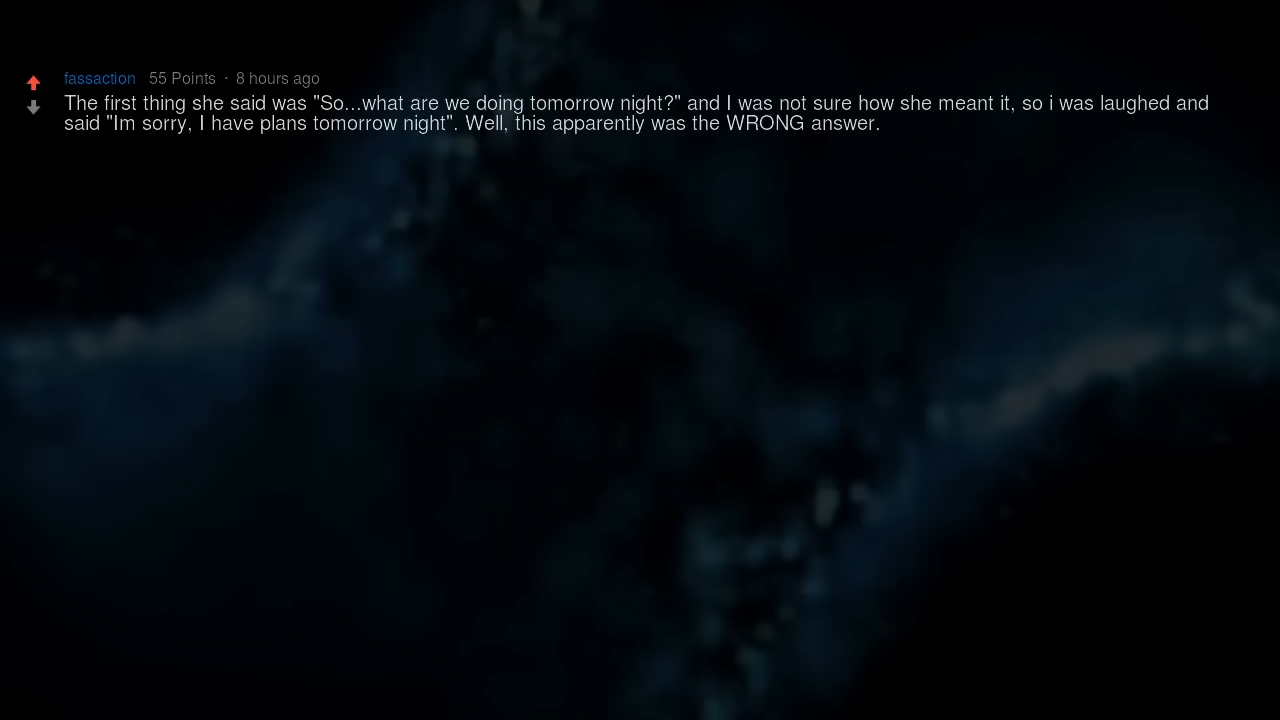 fassaction 55 Points · 8 hours ago
The first thing she said was "So...what are we doing tomorrow night?" and I was not sure how she meant it, so i was laughed and
said "Im sorry, I have plans tomorrow night". Well, this apparently was the WRONG answer.